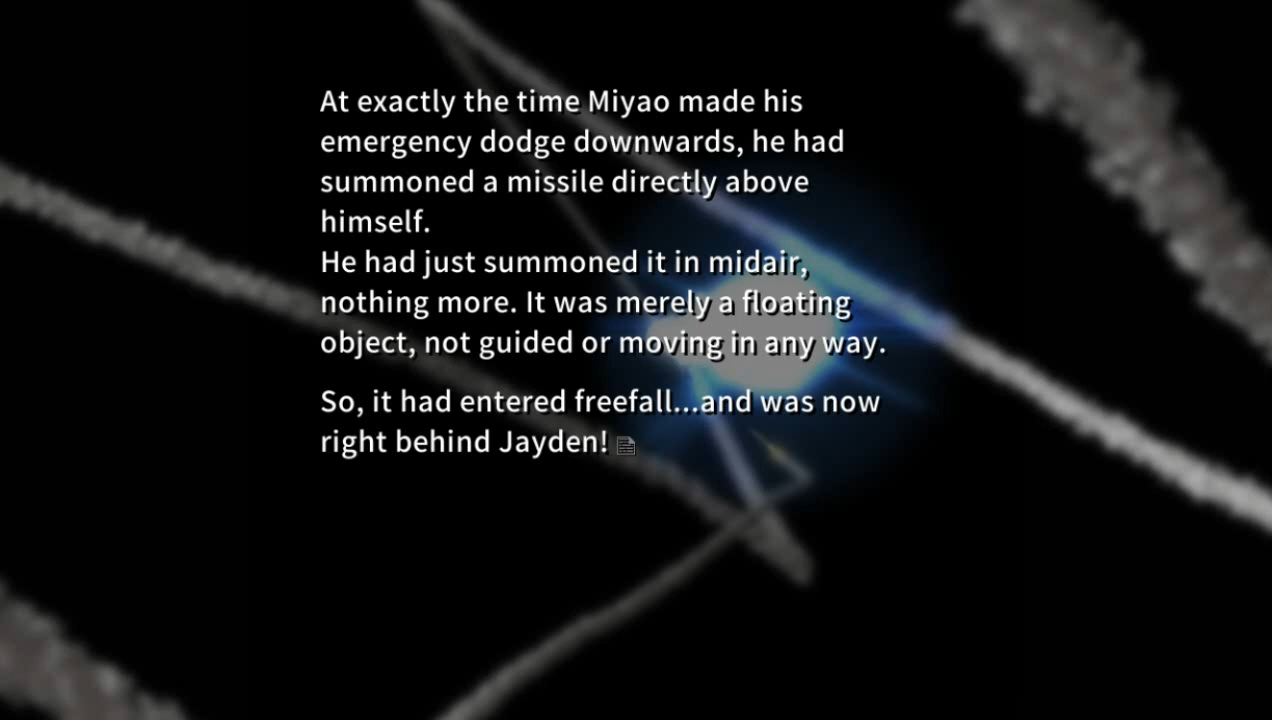 At exactly the time Miyao made his
emergency dodge downwards, he had
summoned a missile directly above
himself.
He had just summoned it in midair,
nothing more. It was merely a floating
object, not guided or moving in any way.
So, it had entered freefall...and was now
right behind Jayden!